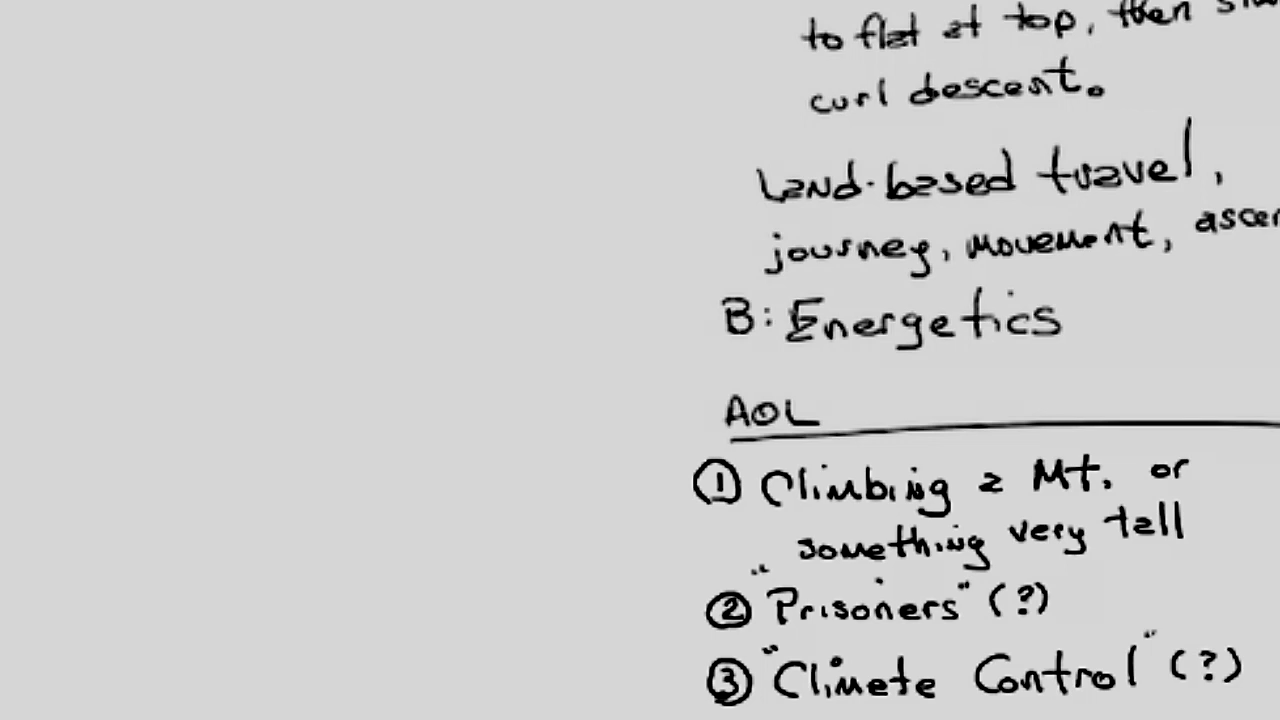 to flat at top, then
curl descent.
Land-based travel,
journey, movement,
B: Energetics
AOL
① Climbing a Mt. or
something very tall
② "Prisoners" (?)
③ "Climate Control" (?)